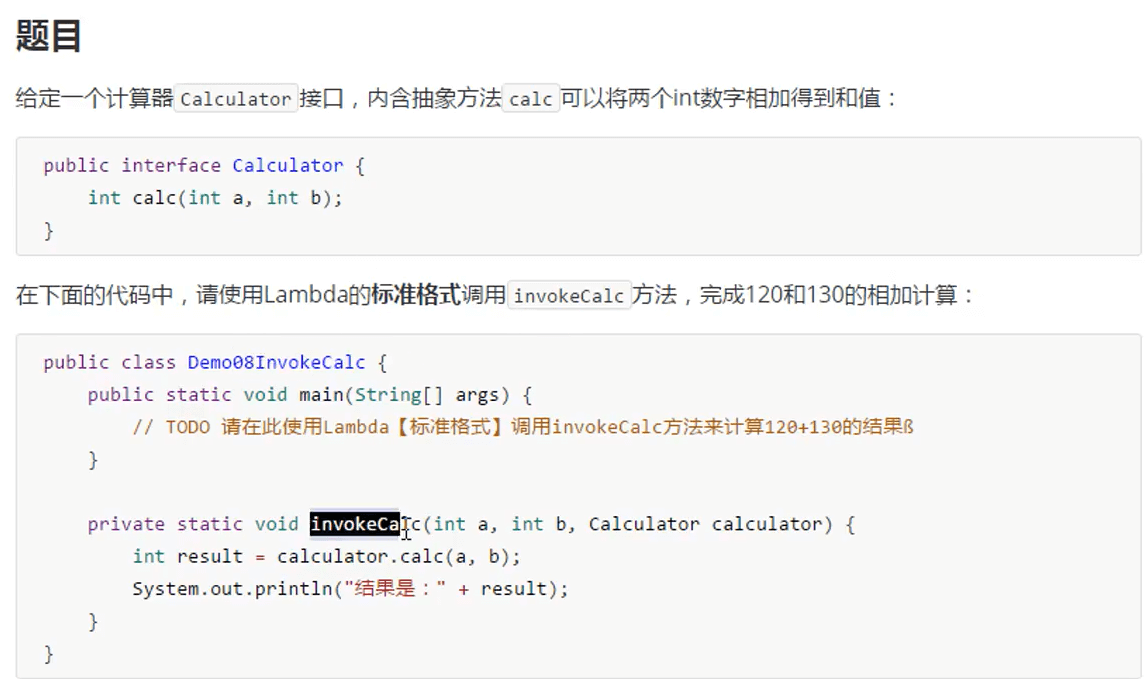 题目
给定一个计算器Calculator接口，内含抽象方法calc可以将两个int数字相加得到和值：
public interface Calculator {
    int calc(int a, int b);
}
在下面的代码中，请使用Lambda的标准格式调用invokeCalc方法，完成120和130的相加计算：
public class Demo08InvokeCalc {
    public static void main(String[] args) {
        // TODO 请在此使用Lambda【标准格式】调用invokeCalc方法来计算120+130的结果ß
    }
    private static void invokeCalc(int a, int b, Calculator calculator) {
        int result = calculator.calc(a, b);
        System.out.println("结果是：" + result);
    }
}